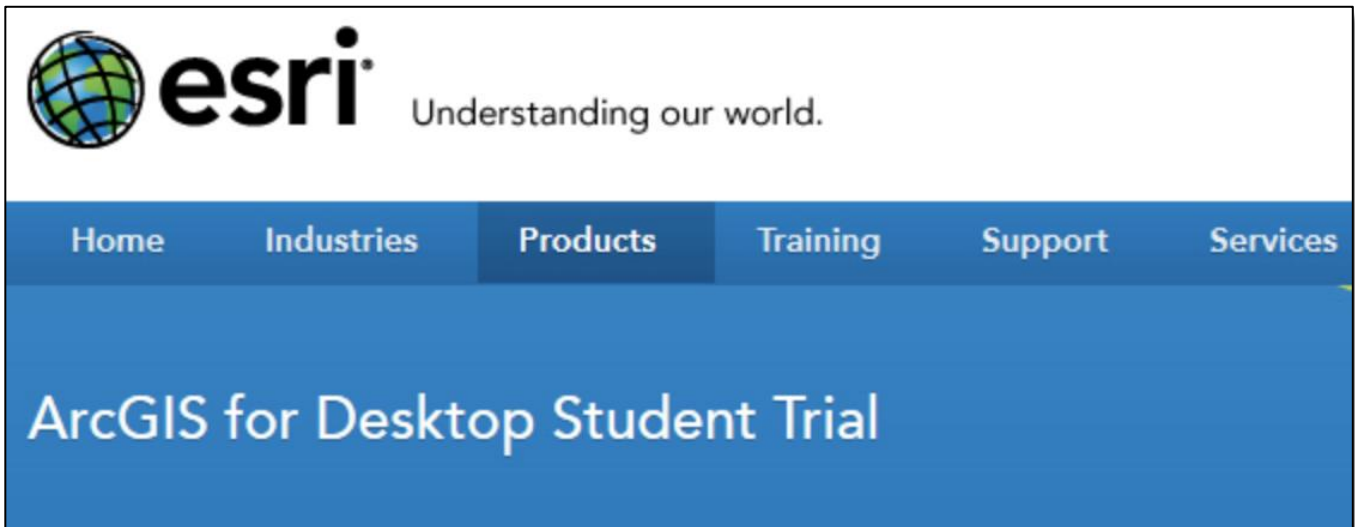 esri®
Understanding our world.
Home Industries Products Training Support Services
ArcGIS for Desktop Student Trial